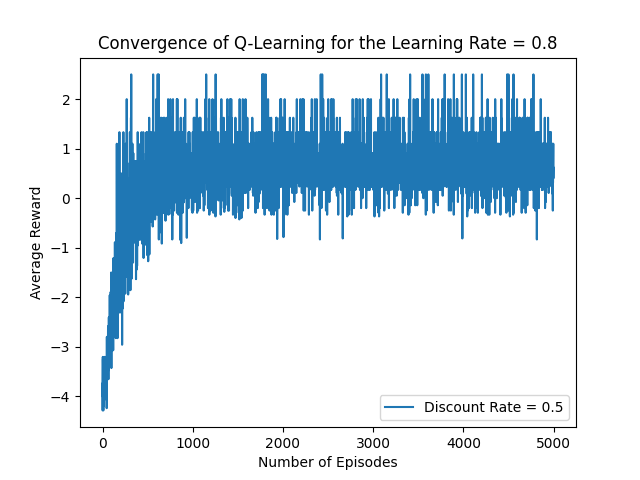 Convergence of Q-Learning for the Learning Rate = 0.8
Average Reward
2
1
0
−1
−2
−3
−4
Discount Rate = 0.5
0 1000 2000 3000 4000 5000
Number of Episodes